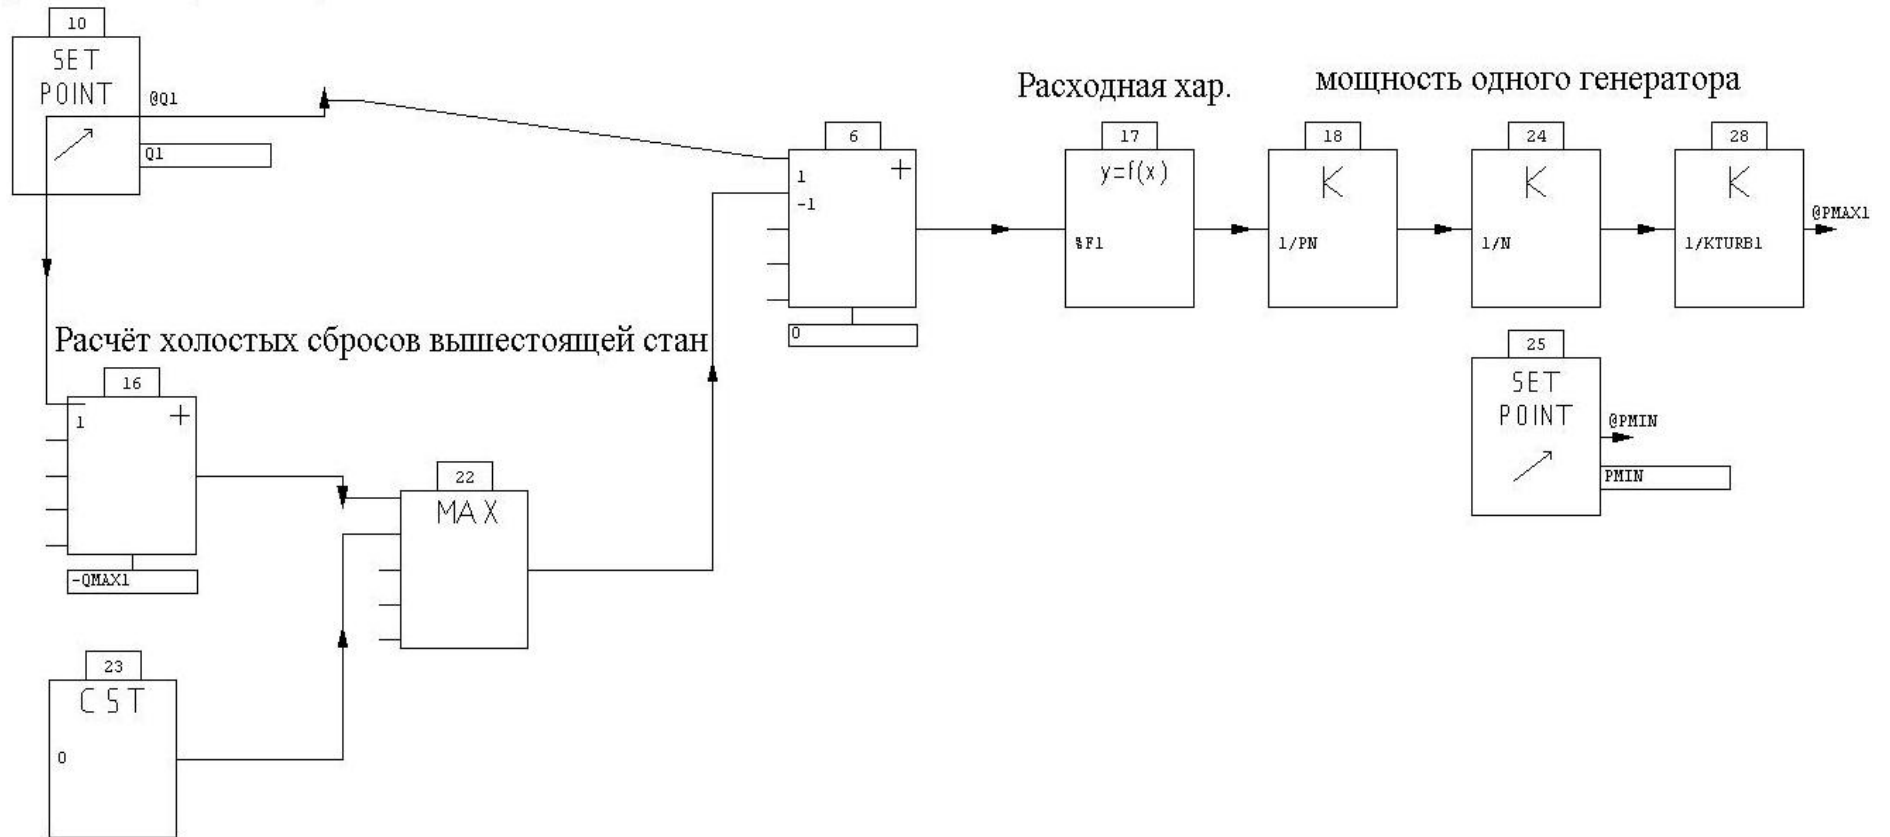 10
SET
POINT
@Q1
Q1
Расходная хар.
мощность одного генератора
6
+
1
-1
0
17
y=f(x)
%F1
18
K
1/PN
24
K
1/N
28
K
1/KTURB1
@PMAX1
Расчёт холостых сбросов вышестоящей стан
16
+
1
-QMAX1
22
MAX
25
SET
POINT
@PMIN
PMIN
23
CST
0